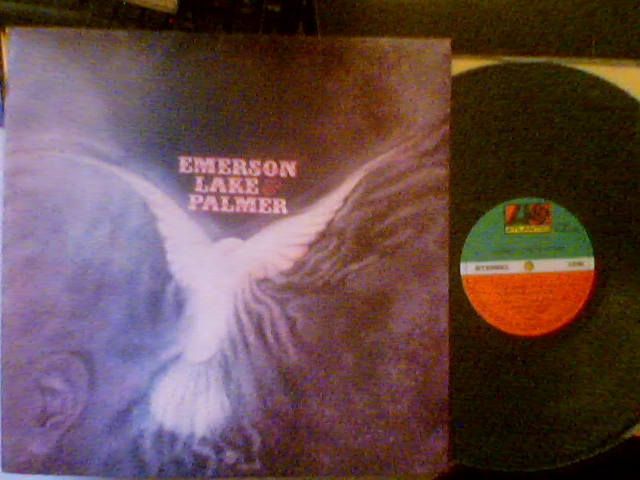 EMERSON
LAKE &
PALMER
ATLANTIC
STEREO